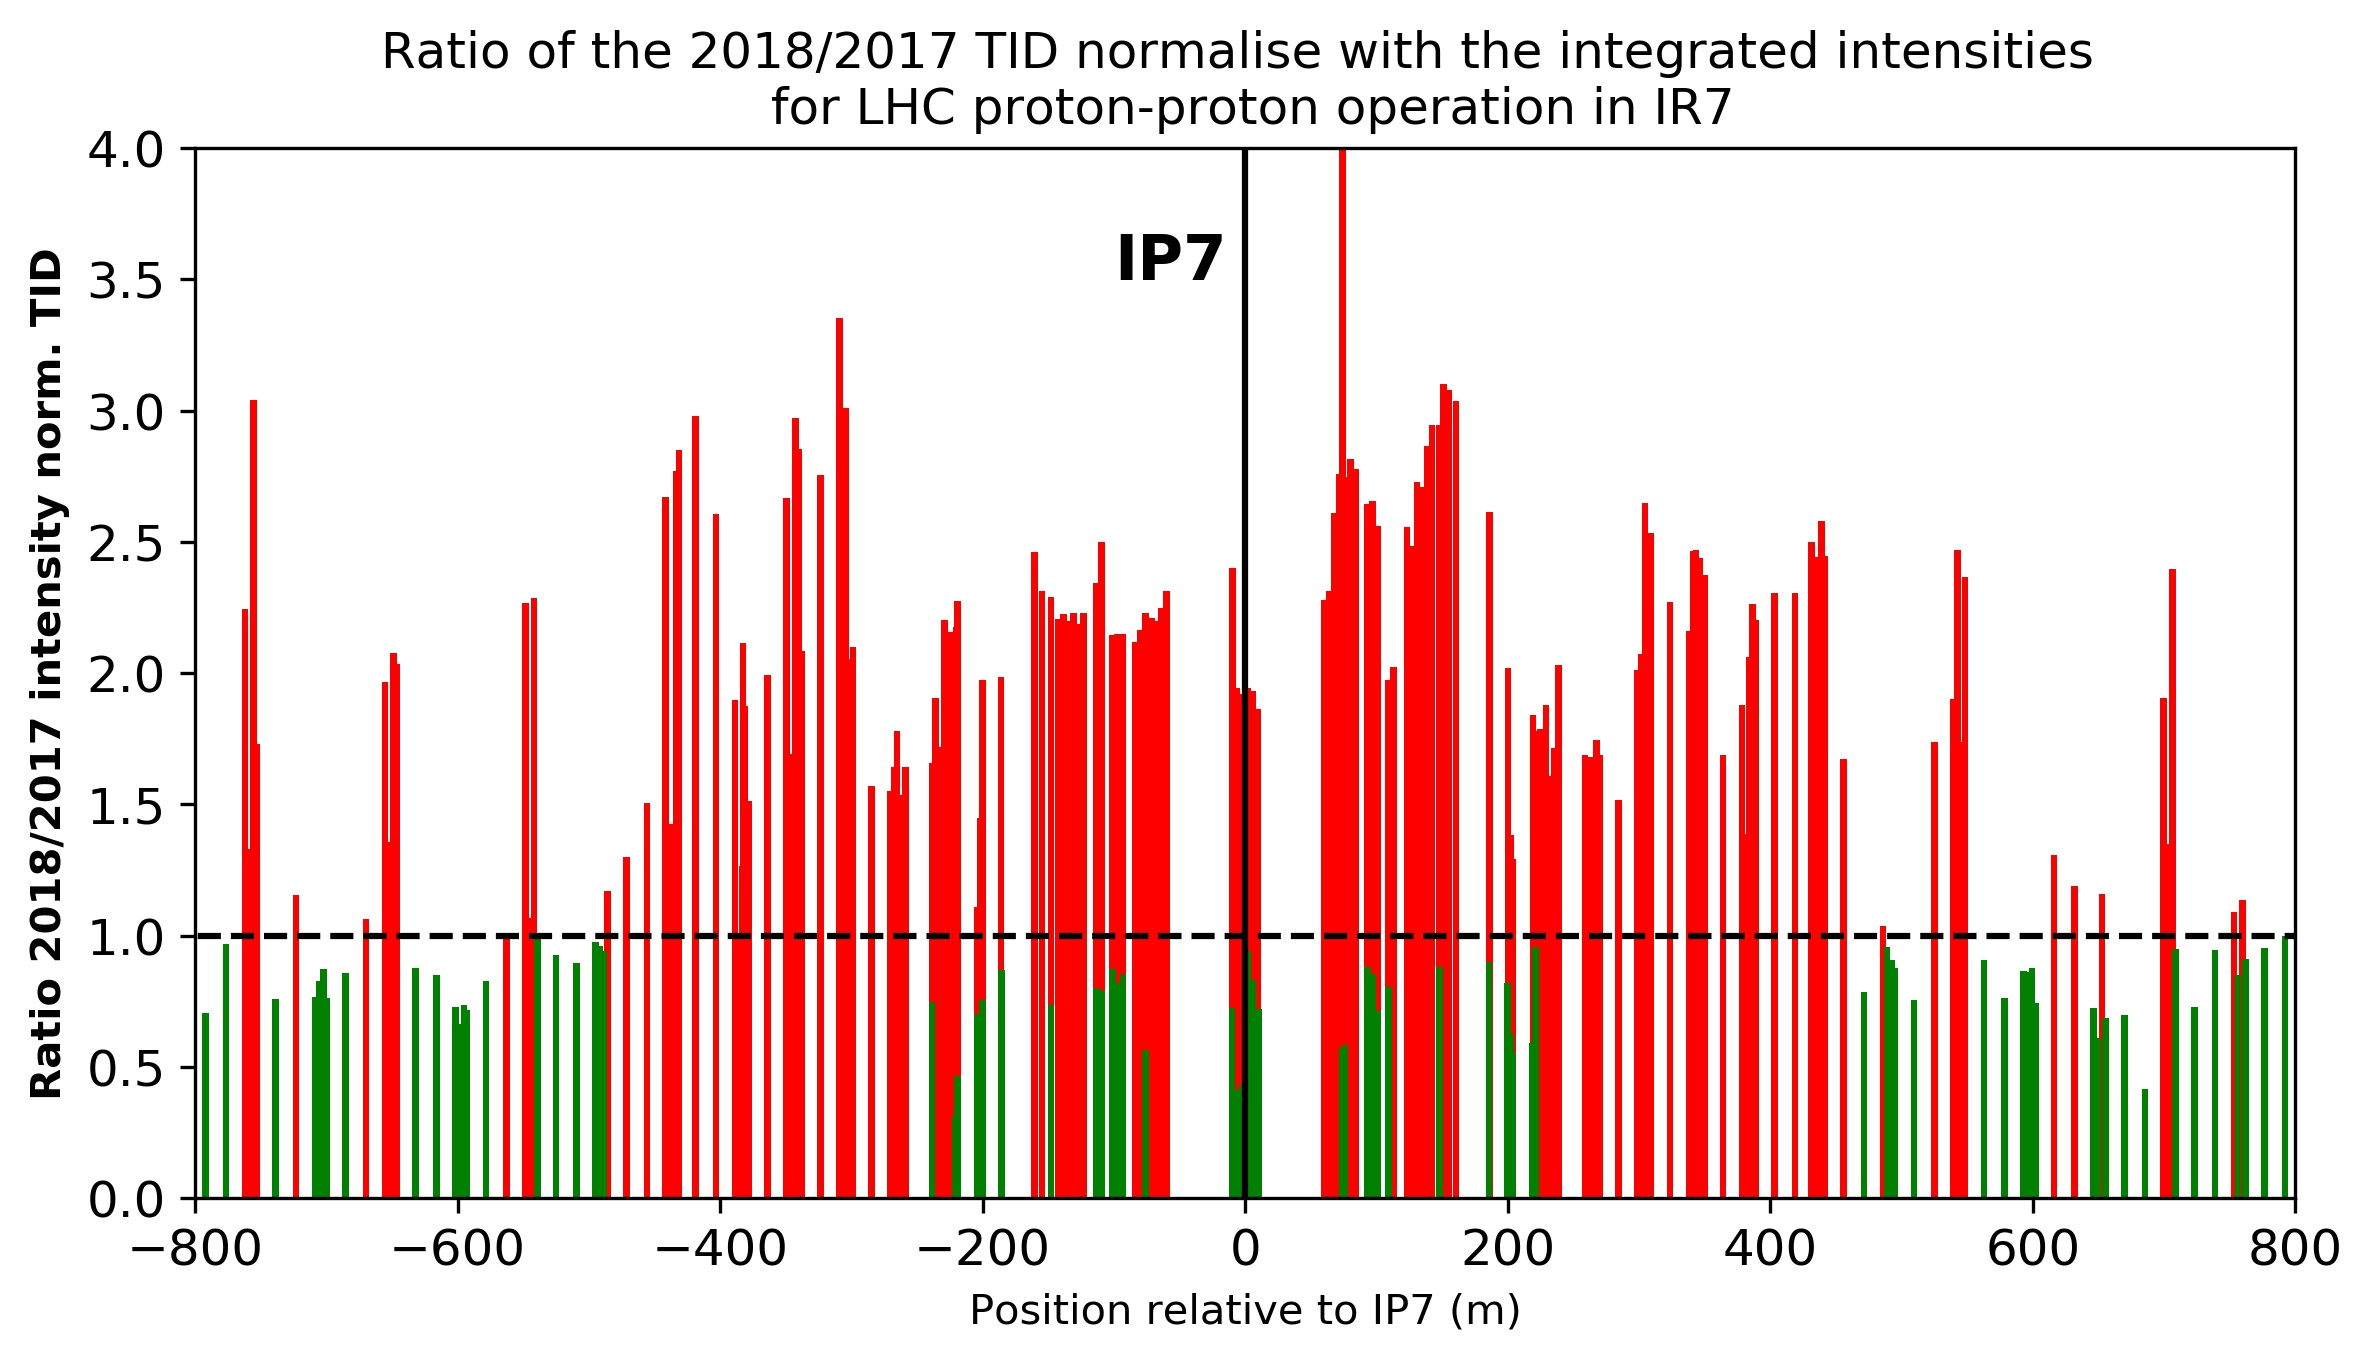 Ratio of the 2018/2017 TID normalise with the integrated intensities
for LHC proton-proton operation in IR7
Ratio 2018/2017 intensity norm. TID
4.0
3.5
3.0
2.5
2.0
1.5
1.0
0.5
0.0
IP7
−800 −600 −400 −200 0 200 400 600 800
Position relative to IP7 (m)